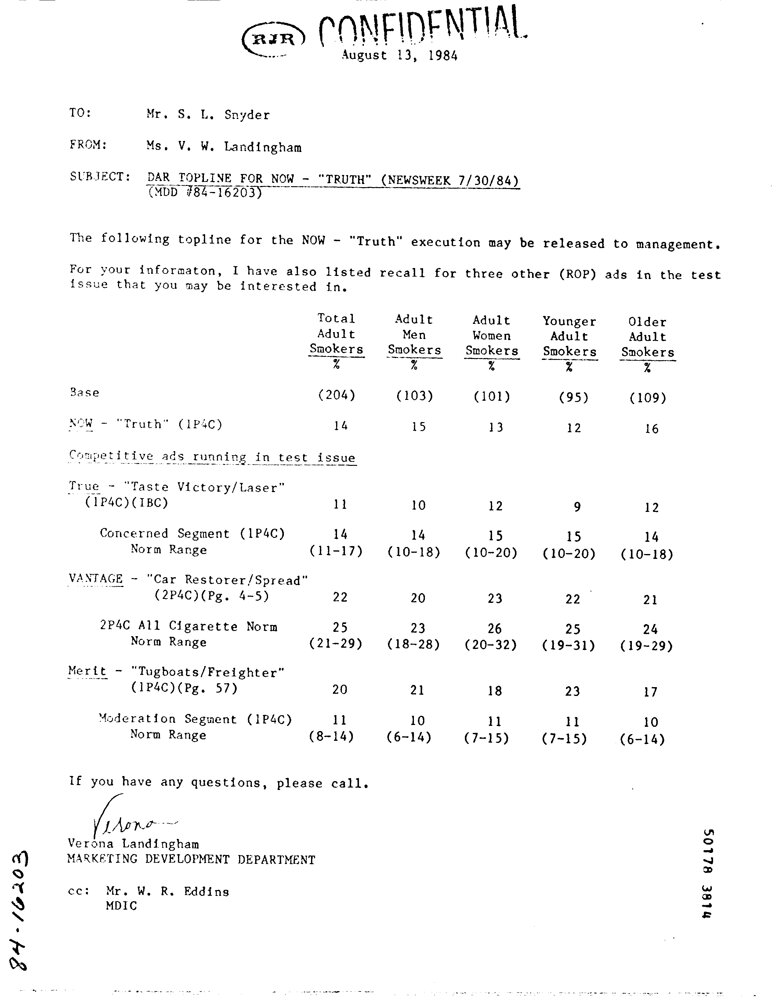 RJR CONFIDENTIAL
August 13, 1984
TO: Mr. S. L. Snyder
FROM: Ms. V. W. Landingham
SUBJECT: DAR TOPLINE FOR NOW - "TRUTH" (NEWSWEEK 7/30/84)
(MDD #84-16203)
The following topline for the NOW - "Truth" execution may be released to management.
For your informaton, I have also listed recall for three other (ROP) ads in the test
issue that you may be interested in.
Total Adult Adult Younger Older
Adult Men Women Adult Adult
Smokers Smokers Smokers Smokers Smokers
% % % % %
Base (204) (103) (101) (95) (109)
NOW - "Truth" (1P4C) 14 15 13 12 16
Competitive ads running in test issue
True - "Taste Victory/Laser"
(1P4C)(IBC) 11 10 12 9 12
Concerned Segment (1P4C) 14 14 15 15 14
Norm Range (11-17) (10-18) (10-20) (10-20) (10-18)
VANTAGE - "Car Restorer/Spread"
(2P4C)(Pg. 4-5) 22 20 23 22 21
2P4C All Cigarette Norm 25 23 26 25 24
Norm Range (21-29) (18-28) (20-32) (19-31) (19-29)
Merit - "Tugboats/Freighter"
(1P4C)(Pg. 57) 20 21 18 23 17
Moderation Segment (1P4C) 11 10 11 11 10
Norm Range (8-14) (6-14) (7-15) (7-15) (6-14)
If you have any questions, please call.
Verona
Verona Landingham
MARKETING DEVELOPMENT DEPARTMENT
cc: Mr. W. R. Eddins
MDIC
84-16203
50178 3814